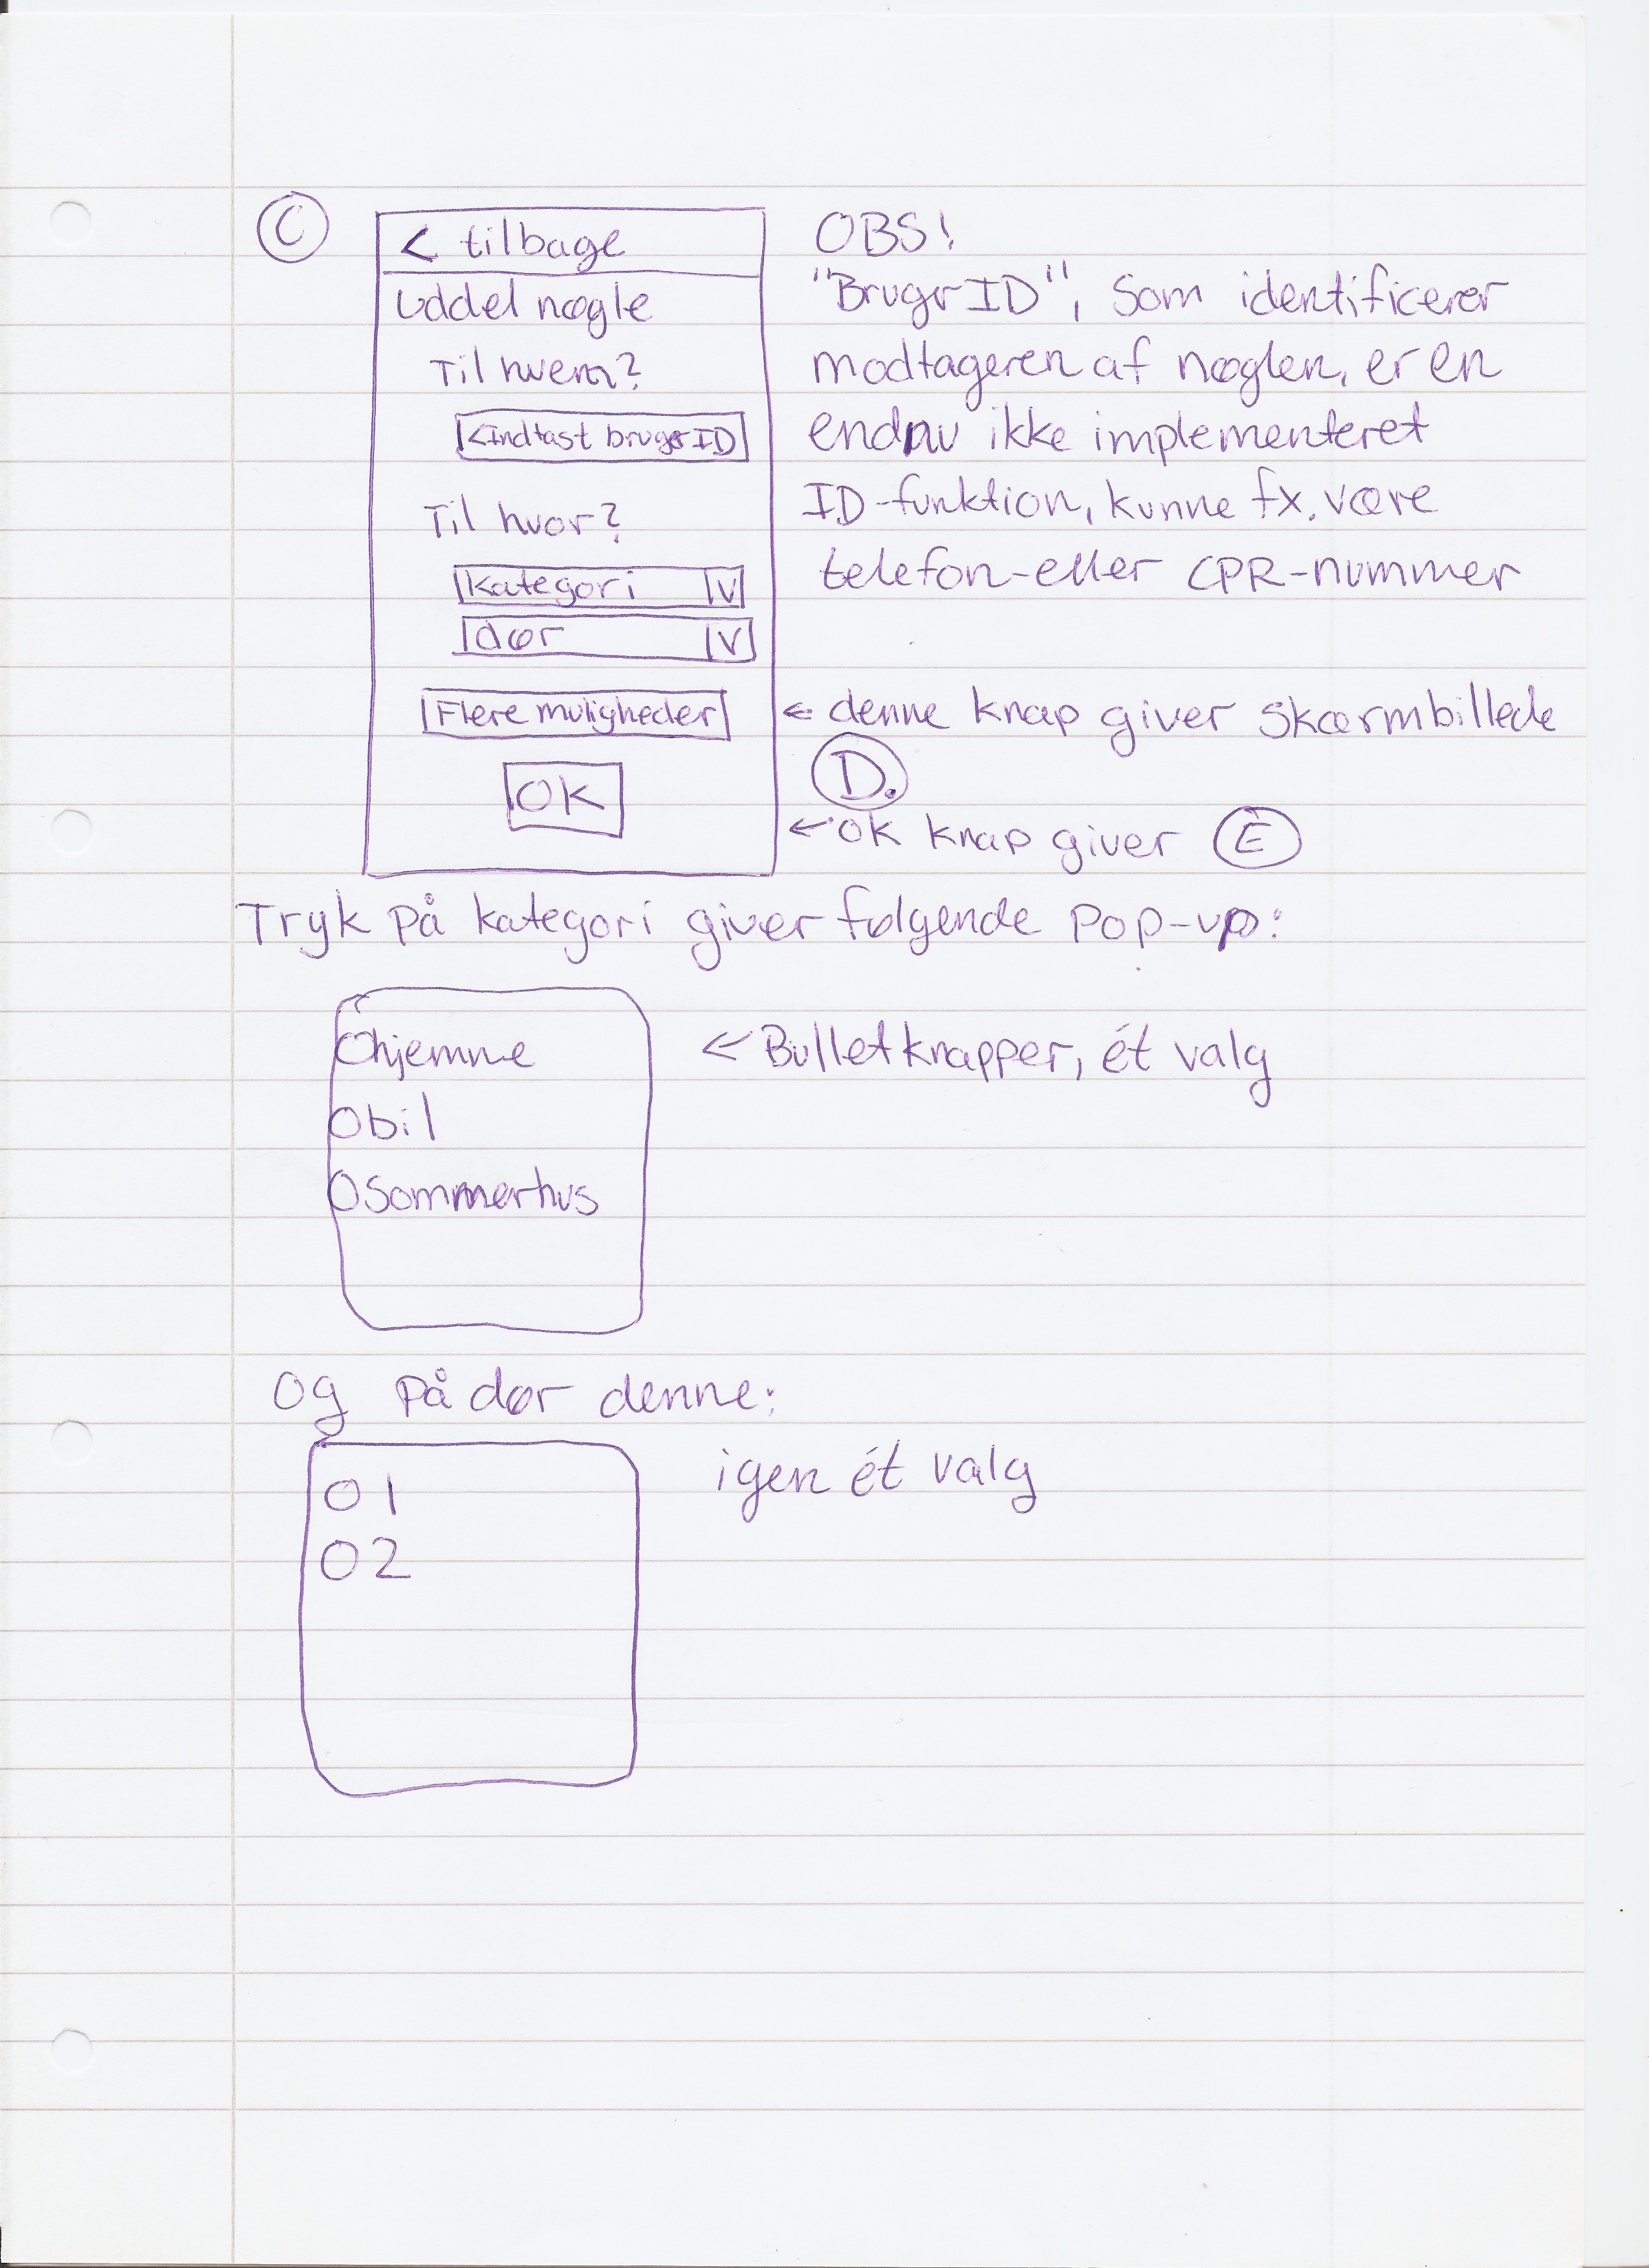 C
< tilbage
Uddel nøgle
Til hvem?
<Indtast brugerID
Til hvor?
Kategori V
dør V
Flere muligheder
OK
OBS!
"BrugerID", som identificerer
modtageren af nøglen, er en
endnu ikke implementeret
ID-funktion, kunne fx. være
telefon-eller CPR-nummer
← denne knap giver skærmbillede
D.
← OK knap giver E
Tryk på kategori giver følgende pop-up:
O hjemme
O bil
O sommerhus
← Bulletknapper, ét valg
Og på dør denne:
O 1
O 2
igen ét valg